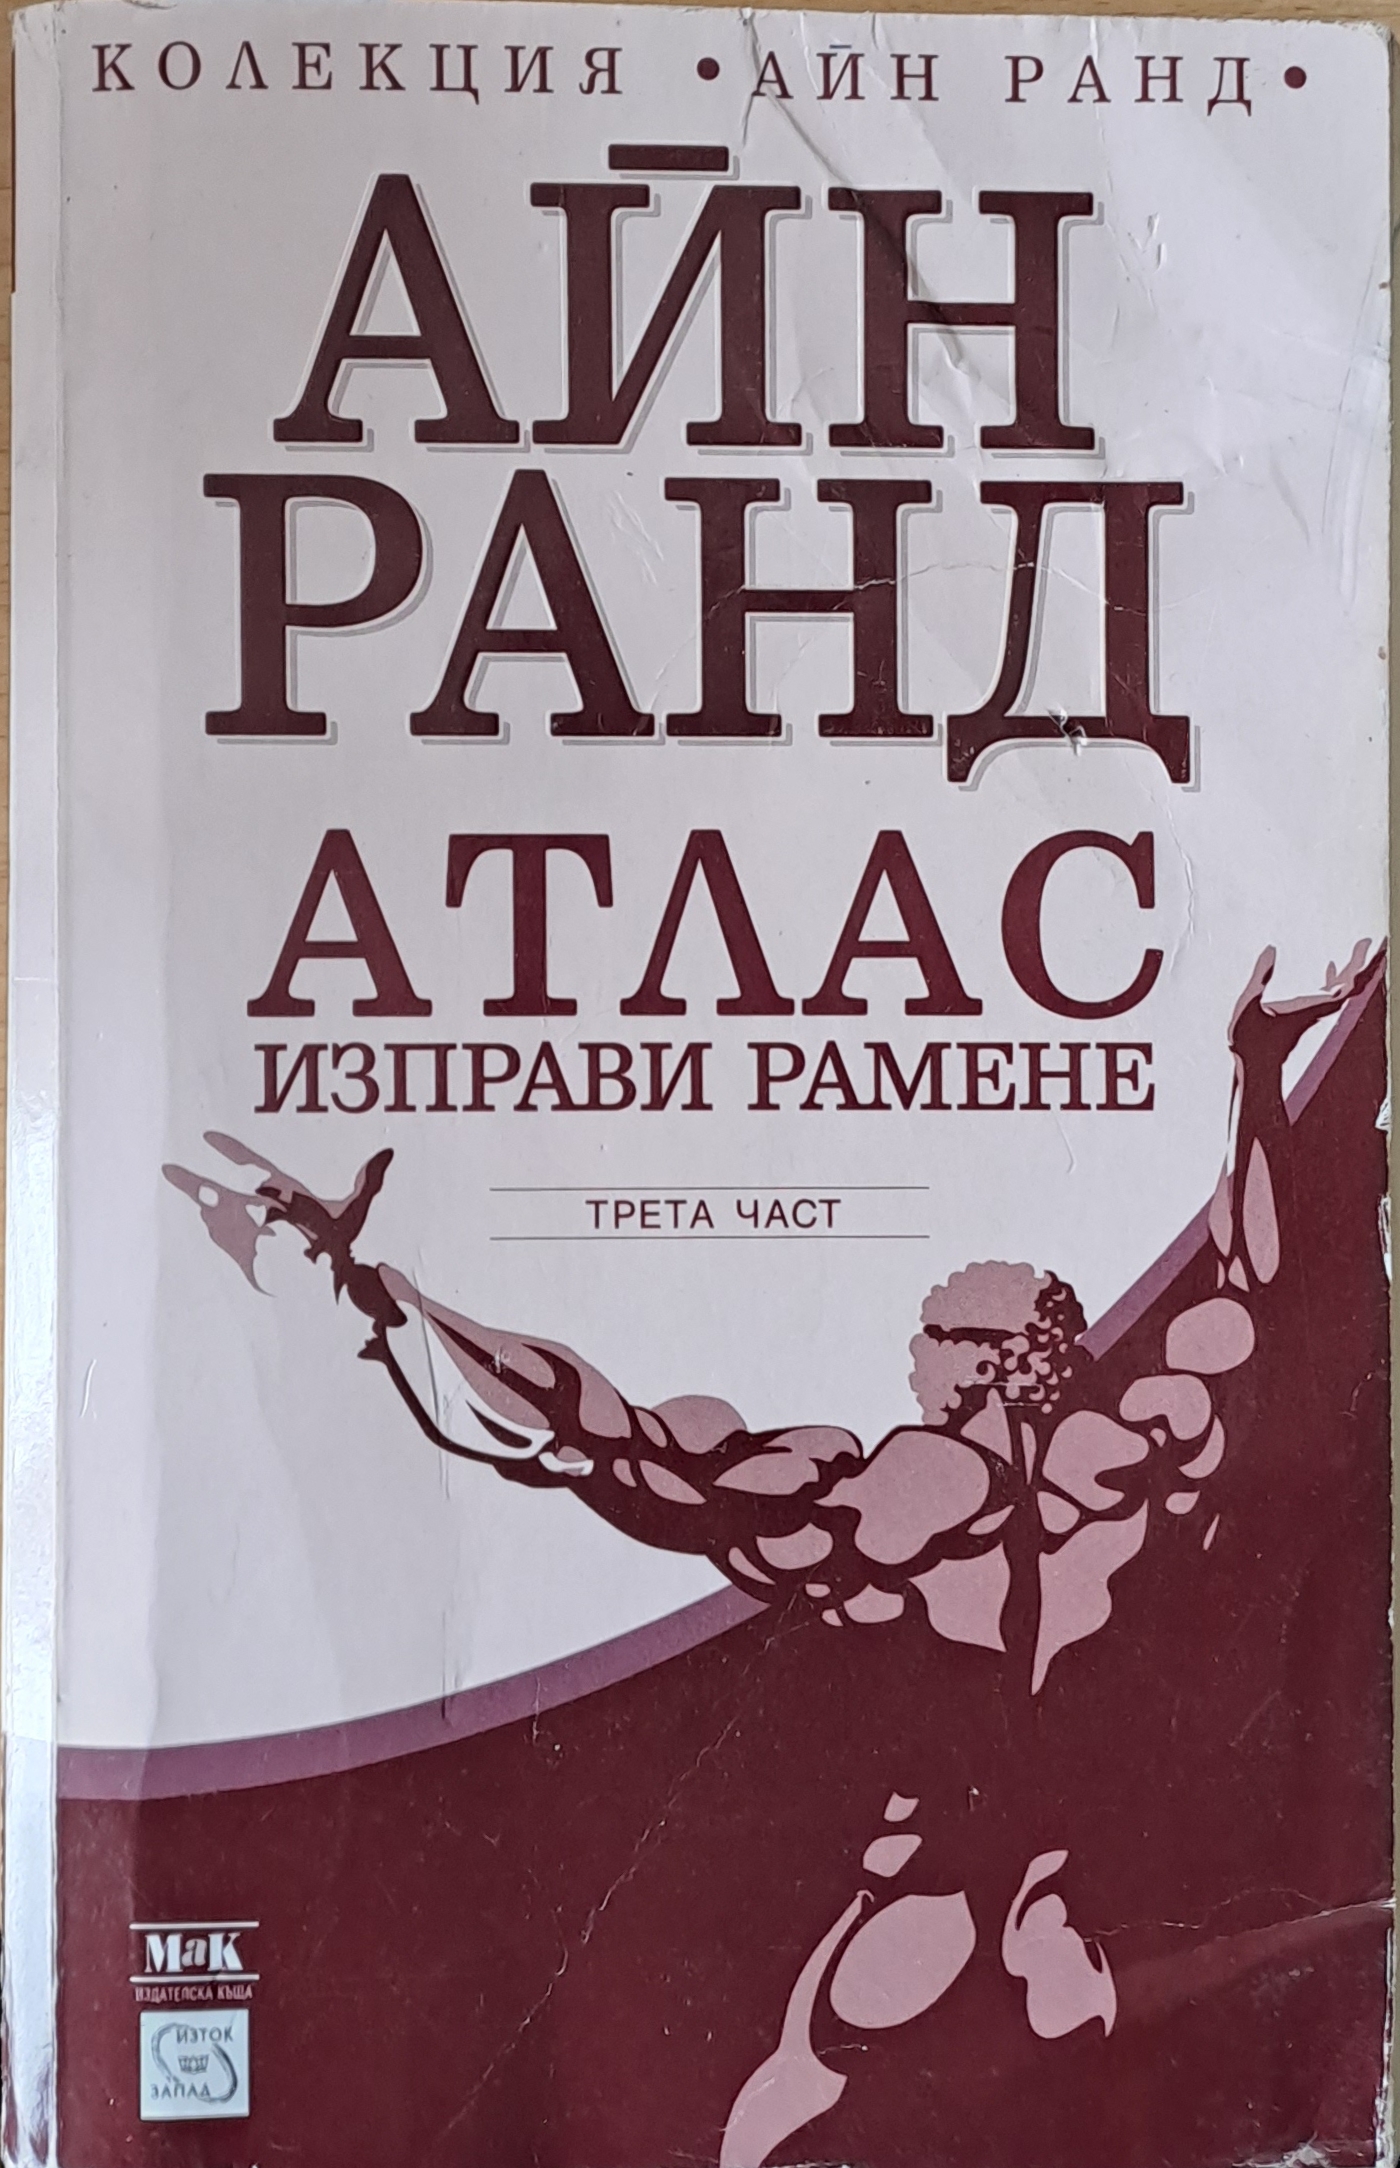 КОЛЕКЦИЯ • АЙН РАНД •
АЙН
РАНД
АТЛАС
ИЗПРАВИ РАМЕНЕ
ТРЕТА ЧАСТ
МаК
ИЗДАТЕЛСКА КЪЩА
ИЗТОК
ЗАПАД